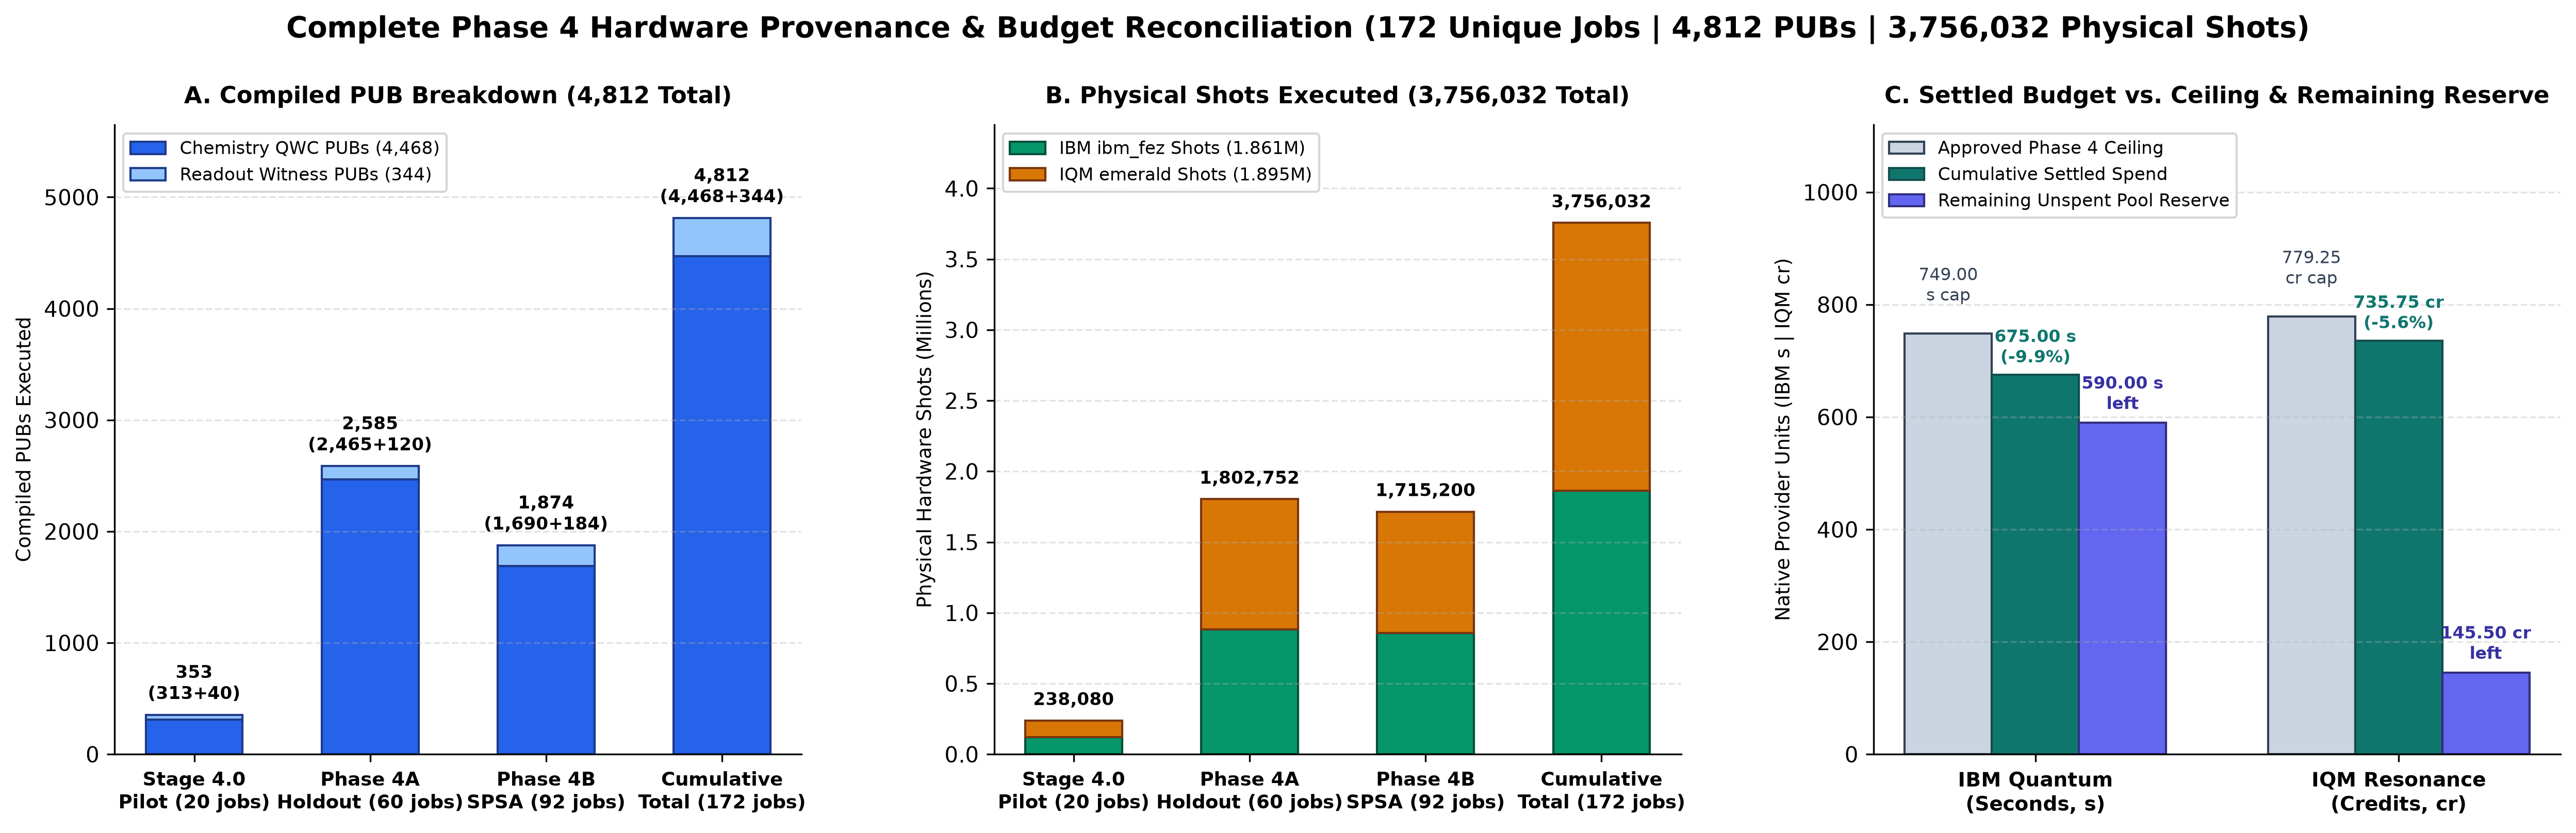 Complete Phase 4 Hardware Provenance & Budget Reconciliation (172 Unique Jobs | 4,812 PUBs | 3,756,032 Physical Shots)
A. Compiled PUB Breakdown (4,812 Total)
Chemistry QWC PUBs (4,468)
Readout Witness PUBs (344)
Compiled PUBs Executed
5000
4000
3000
2000
1000
0
353
(313+40)
2,585
(2,465+120)
1,874
(1,690+184)
4,812
(4,468+344)
Stage 4.0
Pilot (20 jobs)
Phase 4A
Holdout (60 jobs)
Phase 4B
SPSA (92 jobs)
Cumulative
Total (172 jobs)
B. Physical Shots Executed (3,756,032 Total)
IBM ibm_fez Shots (1.861M)
IQM emerald Shots (1.895M)
Physical Hardware Shots (Millions)
4.0
3.5
3.0
2.5
2.0
1.5
1.0
0.5
0.0
238,080
1,802,752
1,715,200
3,756,032
Stage 4.0
Pilot (20 jobs)
Phase 4A
Holdout (60 jobs)
Phase 4B
SPSA (92 jobs)
Cumulative
Total (172 jobs)
C. Settled Budget vs. Ceiling & Remaining Reserve
Approved Phase 4 Ceiling
Cumulative Settled Spend
Remaining Unspent Pool Reserve
Native Provider Units (IBM s | IQM cr)
1000
800
600
400
200
0
749.00
s cap
675.00 s
(-9.9%)
590.00 s
left
779.25
cr cap
735.75 cr
(-5.6%)
145.50 cr
left
IBM Quantum
(Seconds, s)
IQM Resonance
(Credits, cr)